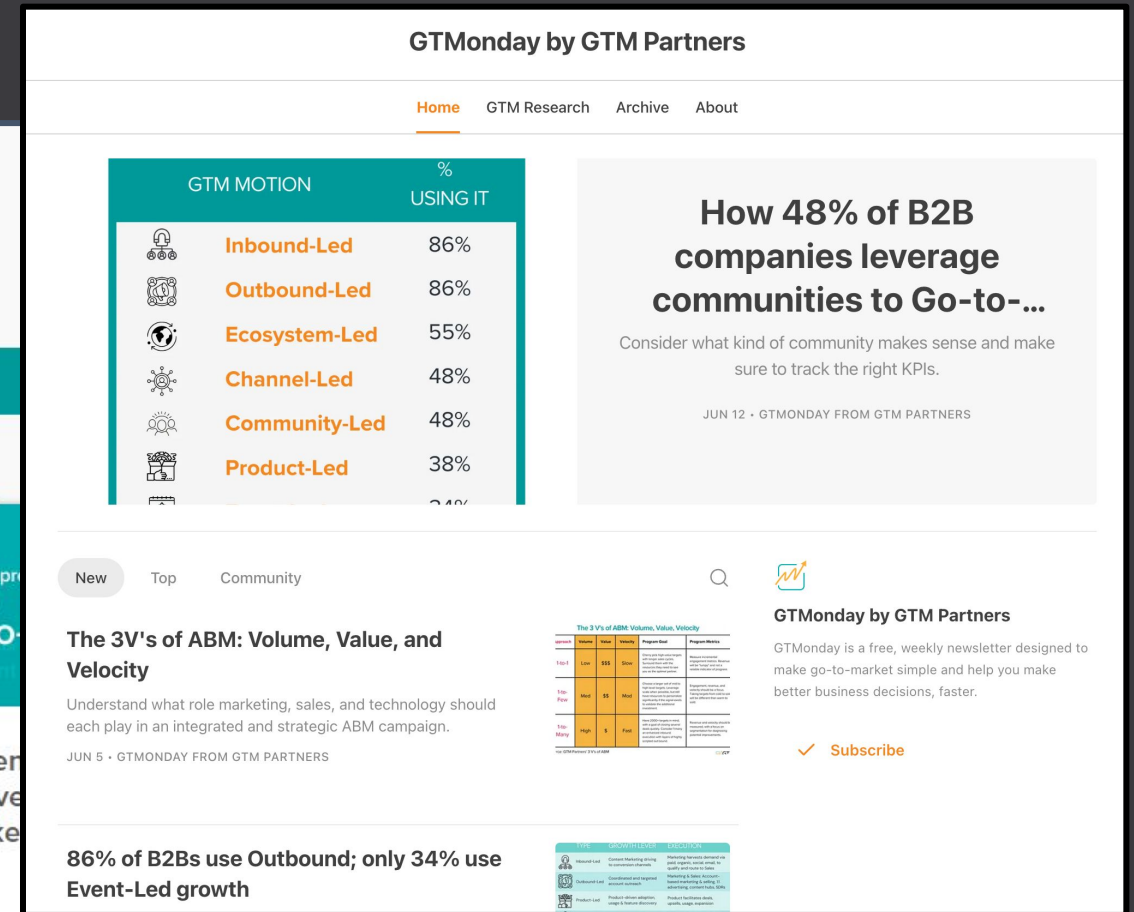 GTMonday by GTM Partners
Home GTM Research Archive About
GTM MOTION
%
USING IT
Inbound-Led 86%
Outbound-Led 86%
Ecosystem-Led 55%
Channel-Led 48%
Community-Led 48%
Product-Led 38%
How 48% of B2B
companies leverage
communities to Go-to-...
Consider what kind of community makes sense and make
sure to track the right KPIs.
JUN 12 • GTMONDAY FROM GTM PARTNERS
New Top Community
The 3V's of ABM: Volume, Value, and
Velocity
Understand what role marketing, sales, and technology should
each play in an integrated and strategic ABM campaign.
JUN 5 • GTMONDAY FROM GTM PARTNERS
The 3 V's of ABM: Volume, Value, Velocity
Volume Value Velocity Program Goal Program Metrics
1-to-1 Low $$$ Slow
1-to-
Few Med $$ Med
1-to-
Many High $ Fast
GTMonday by GTM Partners
GTMonday is a free, weekly newsletter designed to
make go-to-market simple and help you make
better business decisions, faster.
Subscribe
86% of B2Bs use Outbound; only 34% use
Event-Led growth
TYPE GROWTH LEVER EXECUTION
Inbound-Led
Outbound-Led
Product-Led